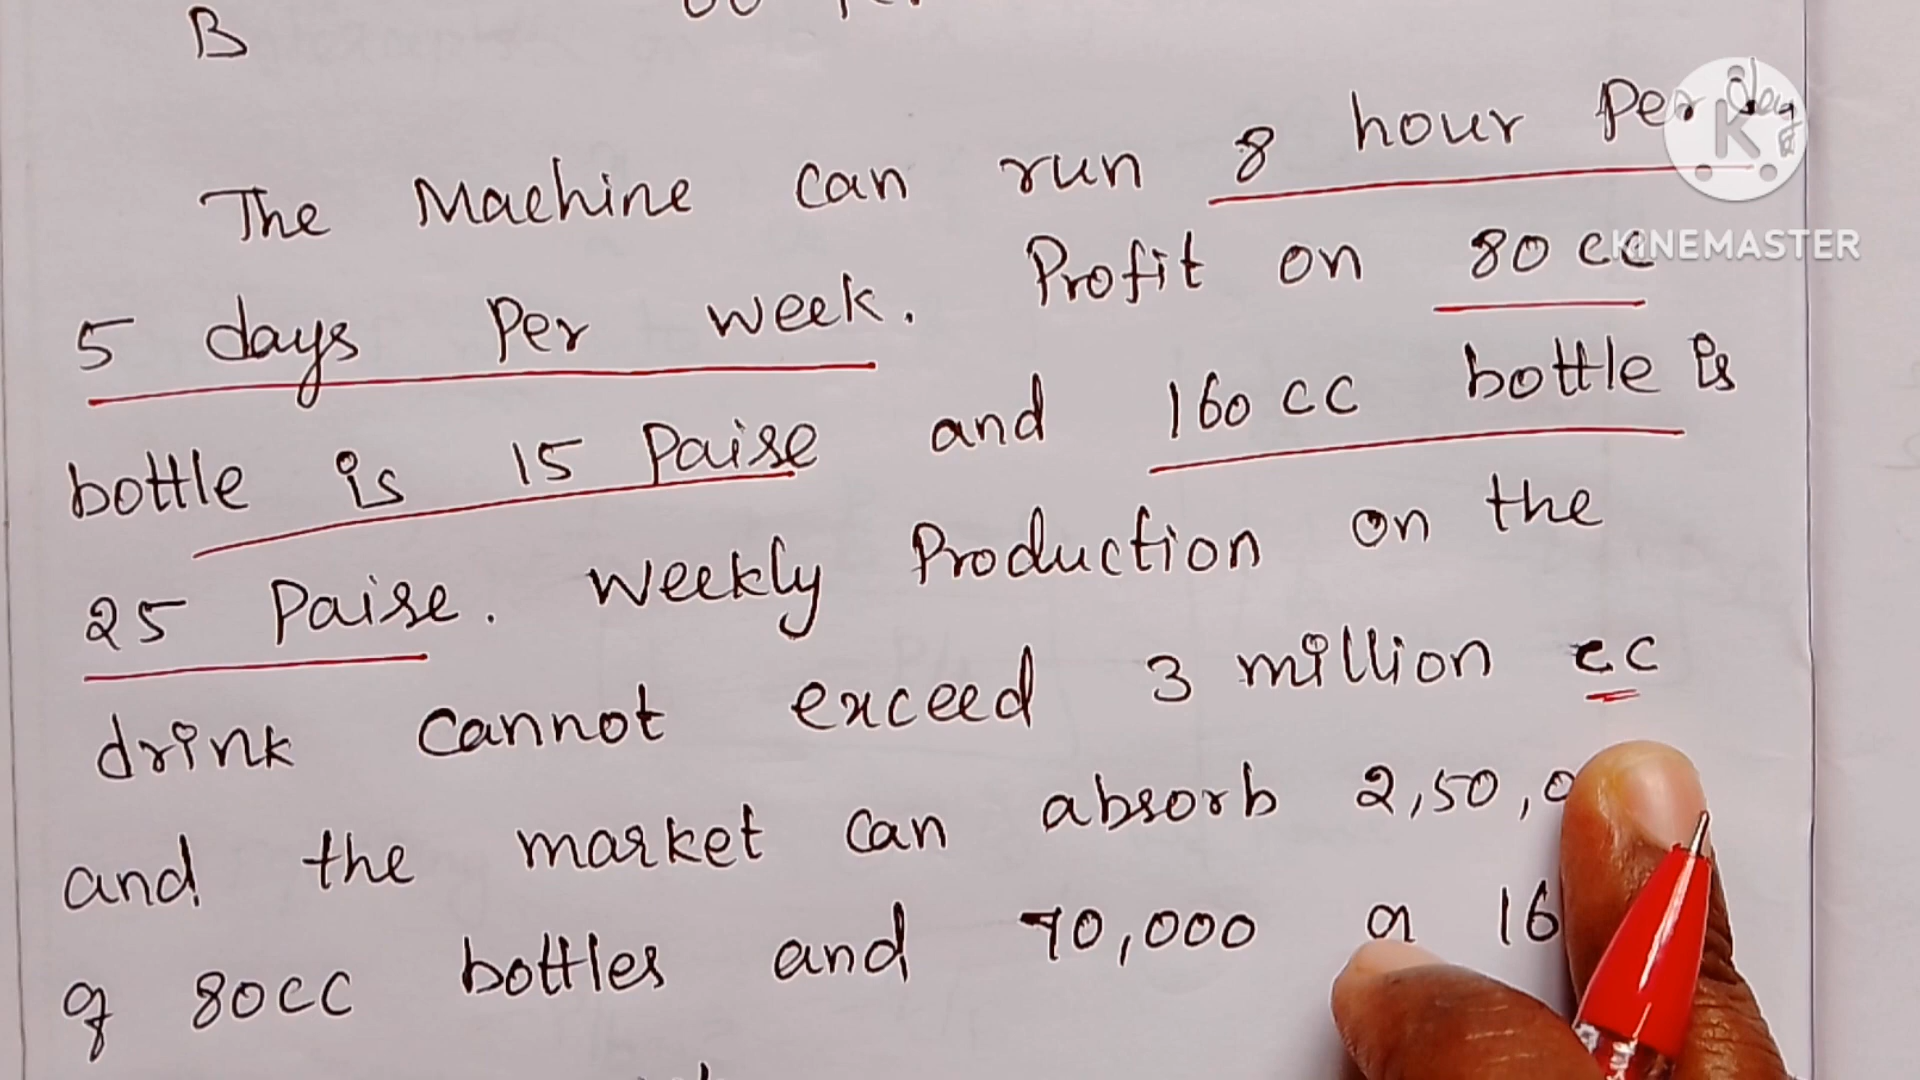 B
The Machine can run 8 hour Per day
5 days Per week. Profit on 80 cc
bottle is 15 Paise and 160 cc bottle is
25 Paise. Weekly Production on the
drink cannot exceed 3 million cc
and the market can absorb 2,50,0
of 80cc bottles and 70,000 16
KINEMASTER